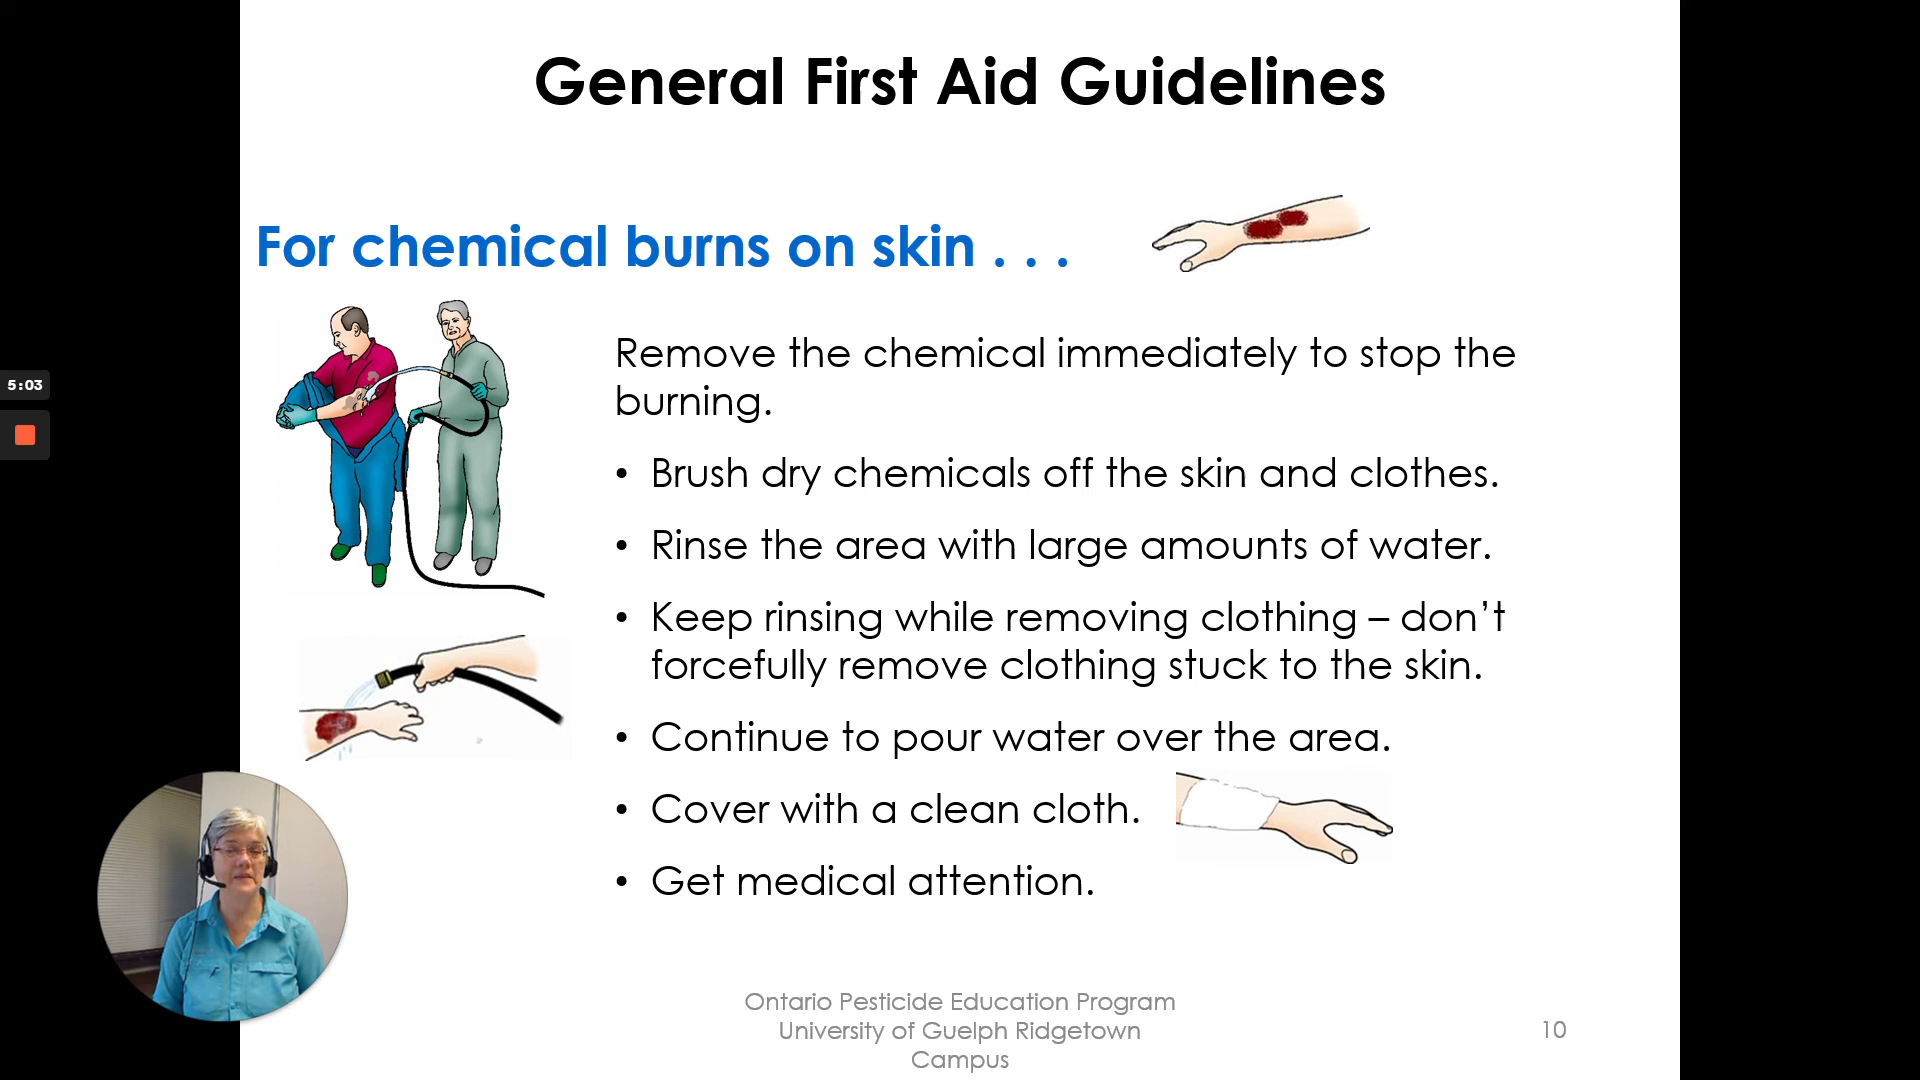 General First Aid Guidelines
For chemical burns on skin . . .
5:03
Remove the chemical immediately to stop the
burning.
• Brush dry chemicals off the skin and clothes.
• Rinse the area with large amounts of water.
• Keep rinsing while removing clothing – don’t
forcefully remove clothing stuck to the skin.
• Continue to pour water over the area.
• Cover with a clean cloth.
• Get medical attention.
Ontario Pesticide Education Program
University of Guelph Ridgetown
Campus
10